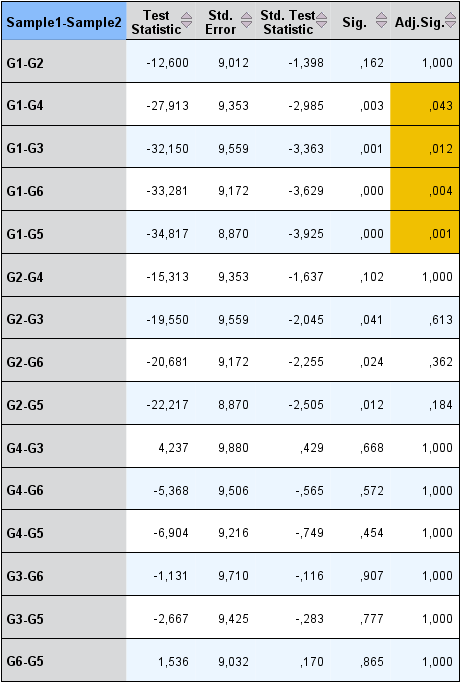 Sample1-Sample2 Test Statistic Std. Error Std. Test Statistic Sig. Adj.Sig.
G1-G2 -12,600 9,012 -1,398 ,162 1,000
G1-G4 -27,913 9,353 -2,985 ,003 ,043
G1-G3 -32,150 9,559 -3,363 ,001 ,012
G1-G6 -33,281 9,172 -3,629 ,000 ,004
G1-G5 -34,817 8,870 -3,925 ,000 ,001
G2-G4 -15,313 9,353 -1,637 ,102 1,000
G2-G3 -19,550 9,559 -2,045 ,041 ,613
G2-G6 -20,681 9,172 -2,255 ,024 ,362
G2-G5 -22,217 8,870 -2,505 ,012 ,184
G4-G3 4,237 9,880 ,429 ,668 1,000
G4-G6 -5,368 9,506 -,565 ,572 1,000
G4-G5 -6,904 9,216 -,749 ,454 1,000
G3-G6 -1,131 9,710 -,116 ,907 1,000
G3-G5 -2,667 9,425 -,283 ,777 1,000
G6-G5 1,536 9,032 ,170 ,865 1,000